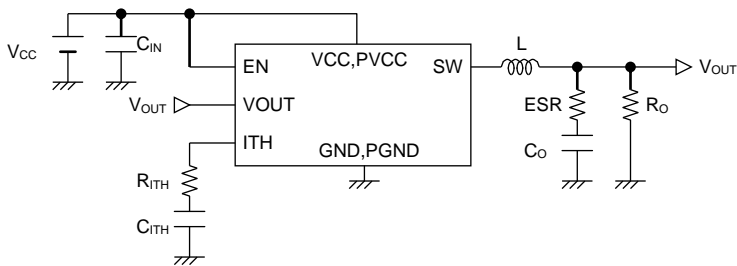 L
VCC
CIN
EN
VCC,PVCC
SW
VOUT
VOUT
VOUT
ESR
RO
ITH
GND,PGND
CO
RITH
CITH